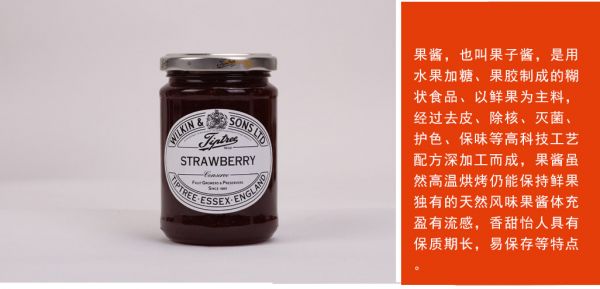 Tiptree
WILKIN & SONS LTD
Tiptree
STRAWBERRY
Conserve
FRUIT GROWERS & PRESERVERS
SINCE 1885
TIPTREE · ESSEX · ENGLAND
果酱，也叫果子酱，是用
水果加糖、果胶制成的糊
状食品、以鲜果为主料，
经过去皮、除核、灭菌、
护色、保味等高科技工艺
配方深加工而成，果酱虽
然高温烘烤仍能保持鲜果
独有的天然风味果酱体充
盈有流感，香甜怡人具有
保质期长，易保存等特点
。